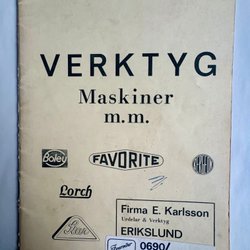 VERKTYG
Maskiner
m.m.
Boley
FAVORITE
Lorch
Firma E. Karlsson
Urdelar & Verktyg
ERIKSLUND
0690/